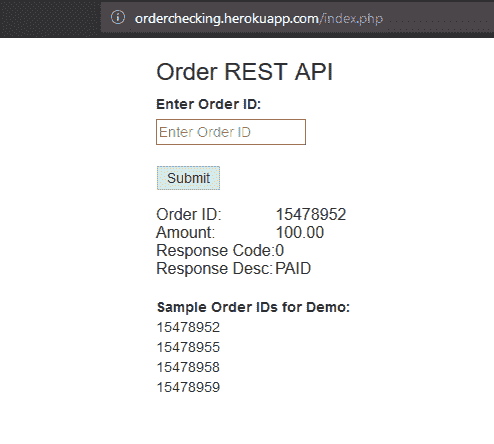 orderchecking.herokuapp.com/index.php
Order REST API
Enter Order ID:
Enter Order ID
Submit
Order ID: 15478952
Amount: 100.00
Response Code:0
Response Desc:PAID
Sample Order IDs for Demo:
15478952
15478955
15478958
15478959